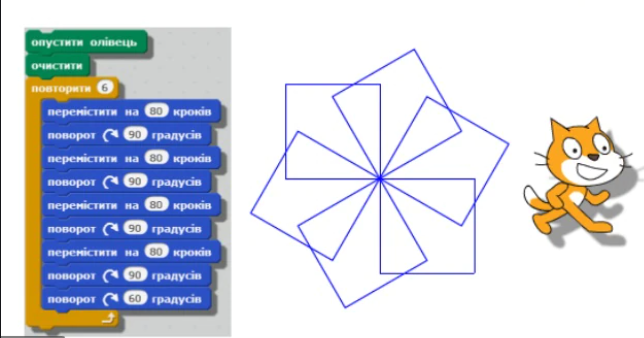 опустити олівець
очистити
повторити 6
перемістити на 80 кроків
поворот 90 градусів
перемістити на 80 кроків
поворот 90 градусів
перемістити на 80 кроків
поворот 90 градусів
перемістити на 80 кроків
поворот 90 градусів
поворот 60 градусів